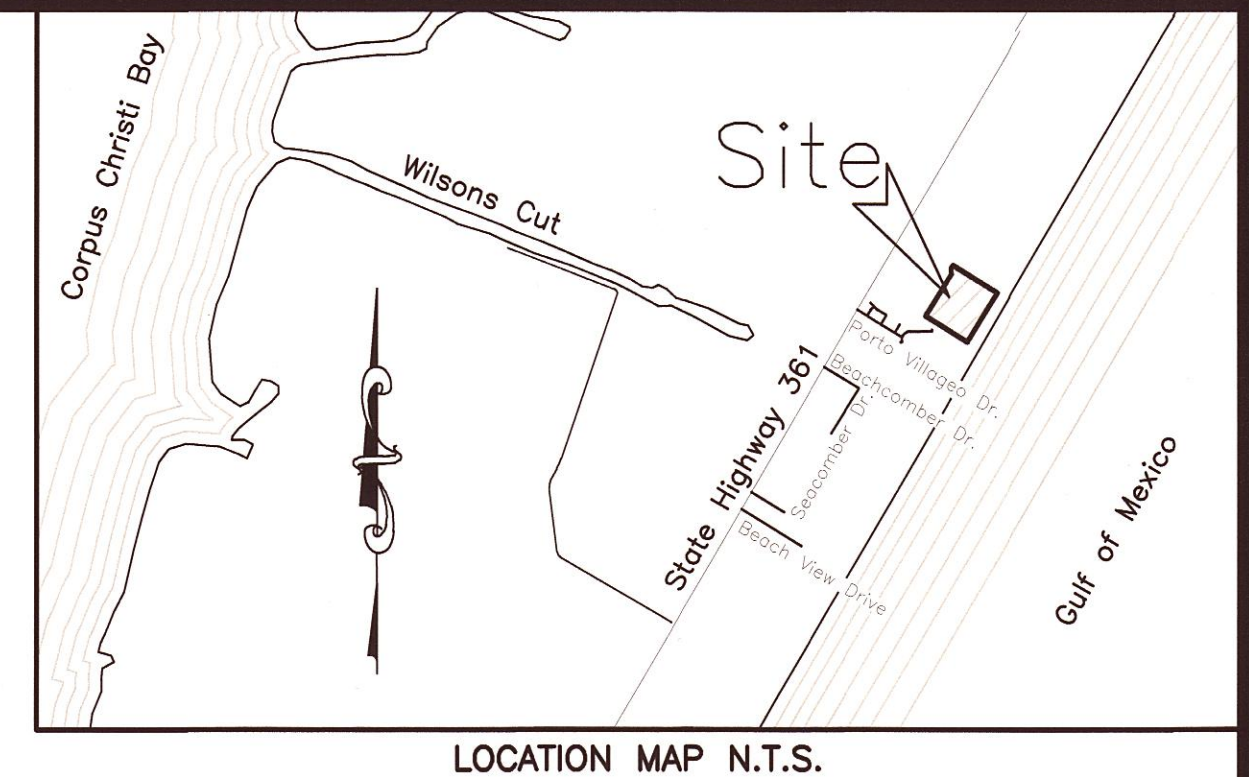 Corpus Christi Bay
Wilsons Cut
Site
Porto Villageo Dr.
Beachcomber Dr.
State Highway 361
Seacomber Dr.
Beach View Drive
Gulf of Mexico
LOCATION MAP N.T.S.